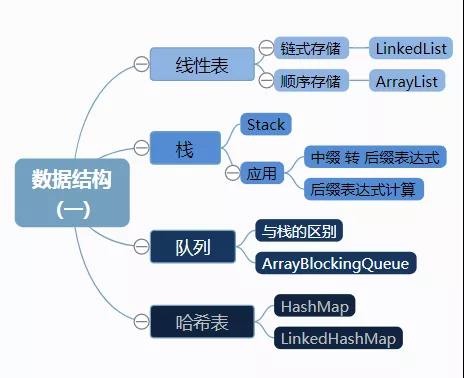 数据结构
(一)
线性表
链式存储
LinkedList
顺序存储
ArrayList
栈
Stack
应用
中缀 转 后缀表达式
后缀表达式计算
队列
与栈的区别
ArrayBlockingQueue
哈希表
HashMap
LinkedHashMap